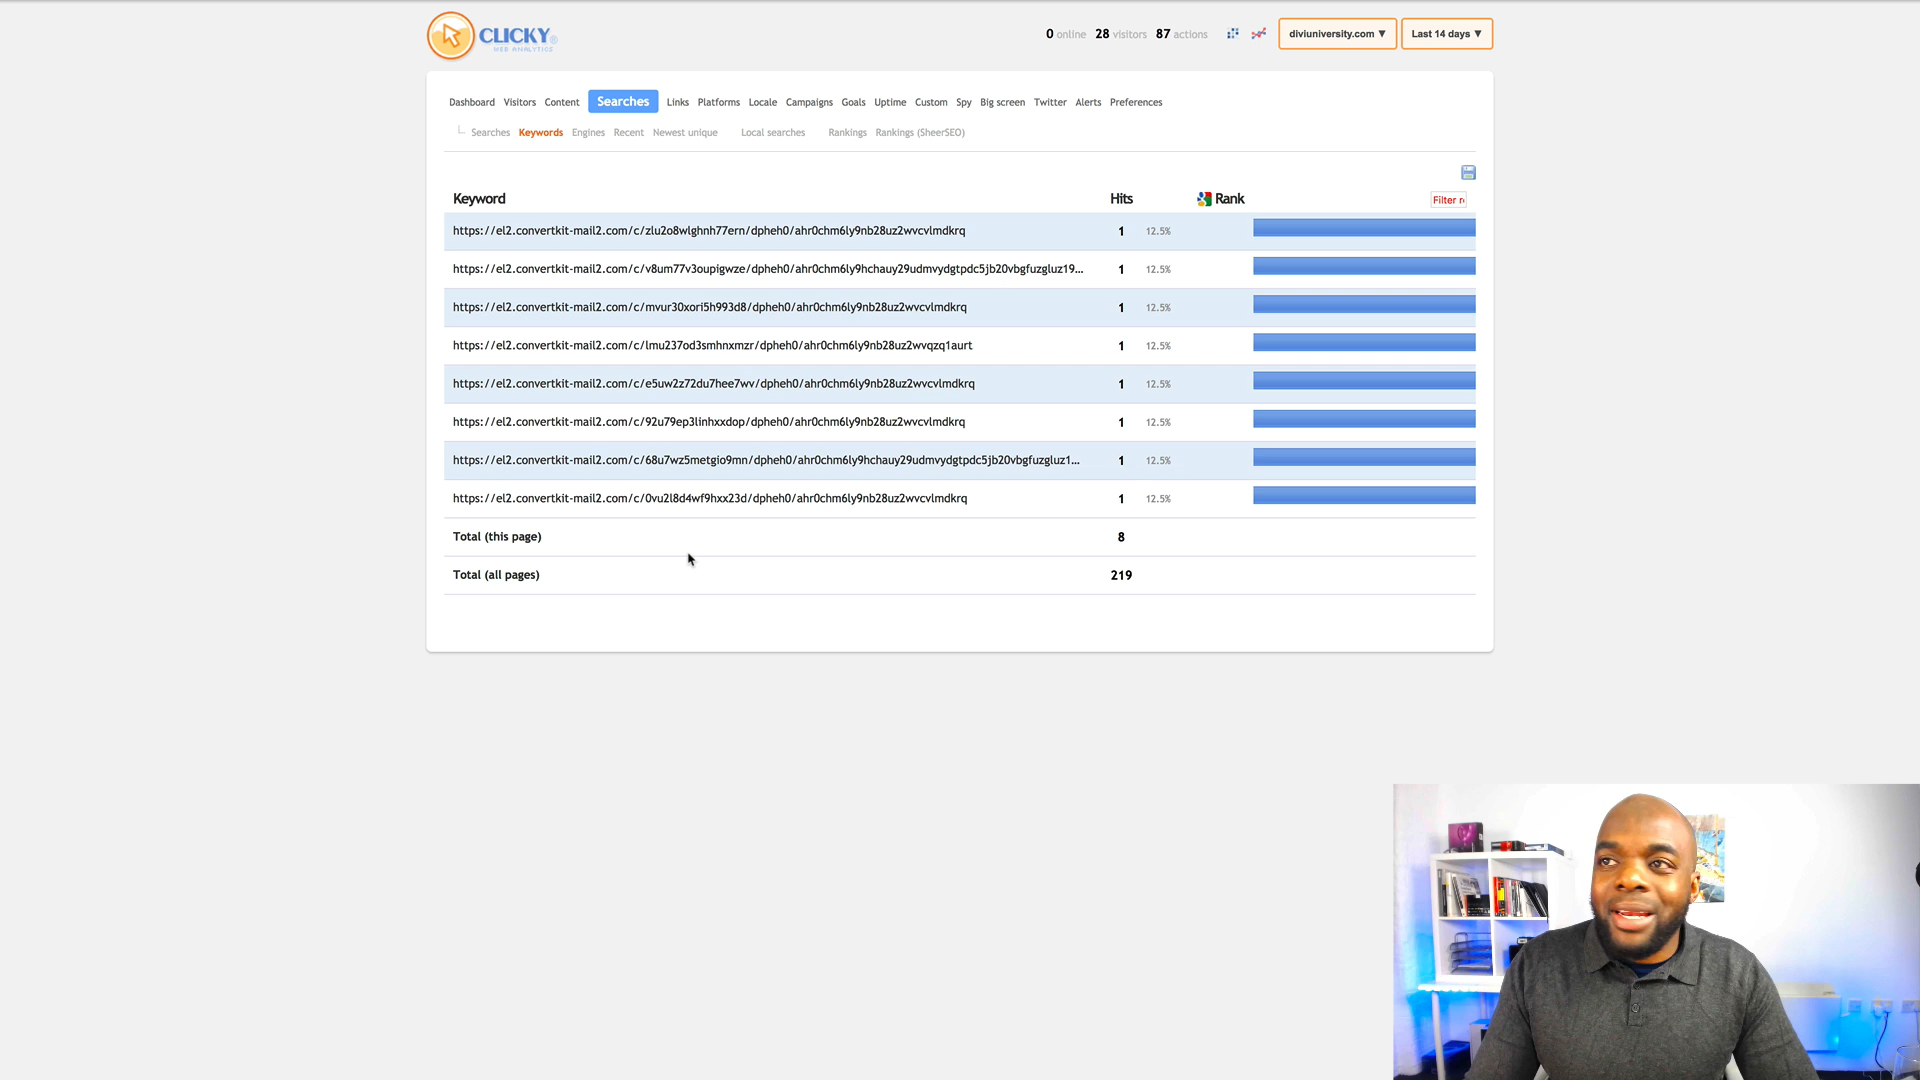 CLICKY®
WEB ANALYTICS
0 online 28 visitors 87 actions
diviuniversity.com ▼
Last 14 days ▼
Dashboard Visitors Content Searches Links Platforms Locale Campaigns Goals Uptime Custom Spy Big screen Twitter Alerts Preferences
Searches Keywords Engines Recent Newest unique Local searches Rankings Rankings (SheerSEO)
Keyword Hits Rank Filter r
https://el2.convertkit-mail2.com/c/zlu2o8wlghnh77ern/dpheh0/ahr0chm6ly9nb28uz2wvcvlmdkrq 1 12.5%
https://el2.convertkit-mail2.com/c/v8um77v3oupigwze/dpheh0/ahr0chm6ly9hchauy29udmvydgtpdc5jb20vbgfuzgluz19... 1 12.5%
https://el2.convertkit-mail2.com/c/mvur30xori5h993d8/dpheh0/ahr0chm6ly9nb28uz2wvcvlmdkrq 1 12.5%
https://el2.convertkit-mail2.com/c/lmu237od3smhnxmzr/dpheh0/ahr0chm6ly9nb28uz2wvqzq1aurt 1 12.5%
https://el2.convertkit-mail2.com/c/e5uw2z72du7hee7wv/dpheh0/ahr0chm6ly9nb28uz2wvcvlmdkrq 1 12.5%
https://el2.convertkit-mail2.com/c/92u79ep3linhxxdop/dpheh0/ahr0chm6ly9nb28uz2wvcvlmdkrq 1 12.5%
https://el2.convertkit-mail2.com/c/68u7wz5metgio9mn/dpheh0/ahr0chm6ly9hchauy29udmvydgtpdc5jb20vbgfuzgluz1... 1 12.5%
https://el2.convertkit-mail2.com/c/0vu2l8d4wf9hxx23d/dpheh0/ahr0chm6ly9nb28uz2wvcvlmdkrq 1 12.5%
Total (this page) 8
Total (all pages) 219